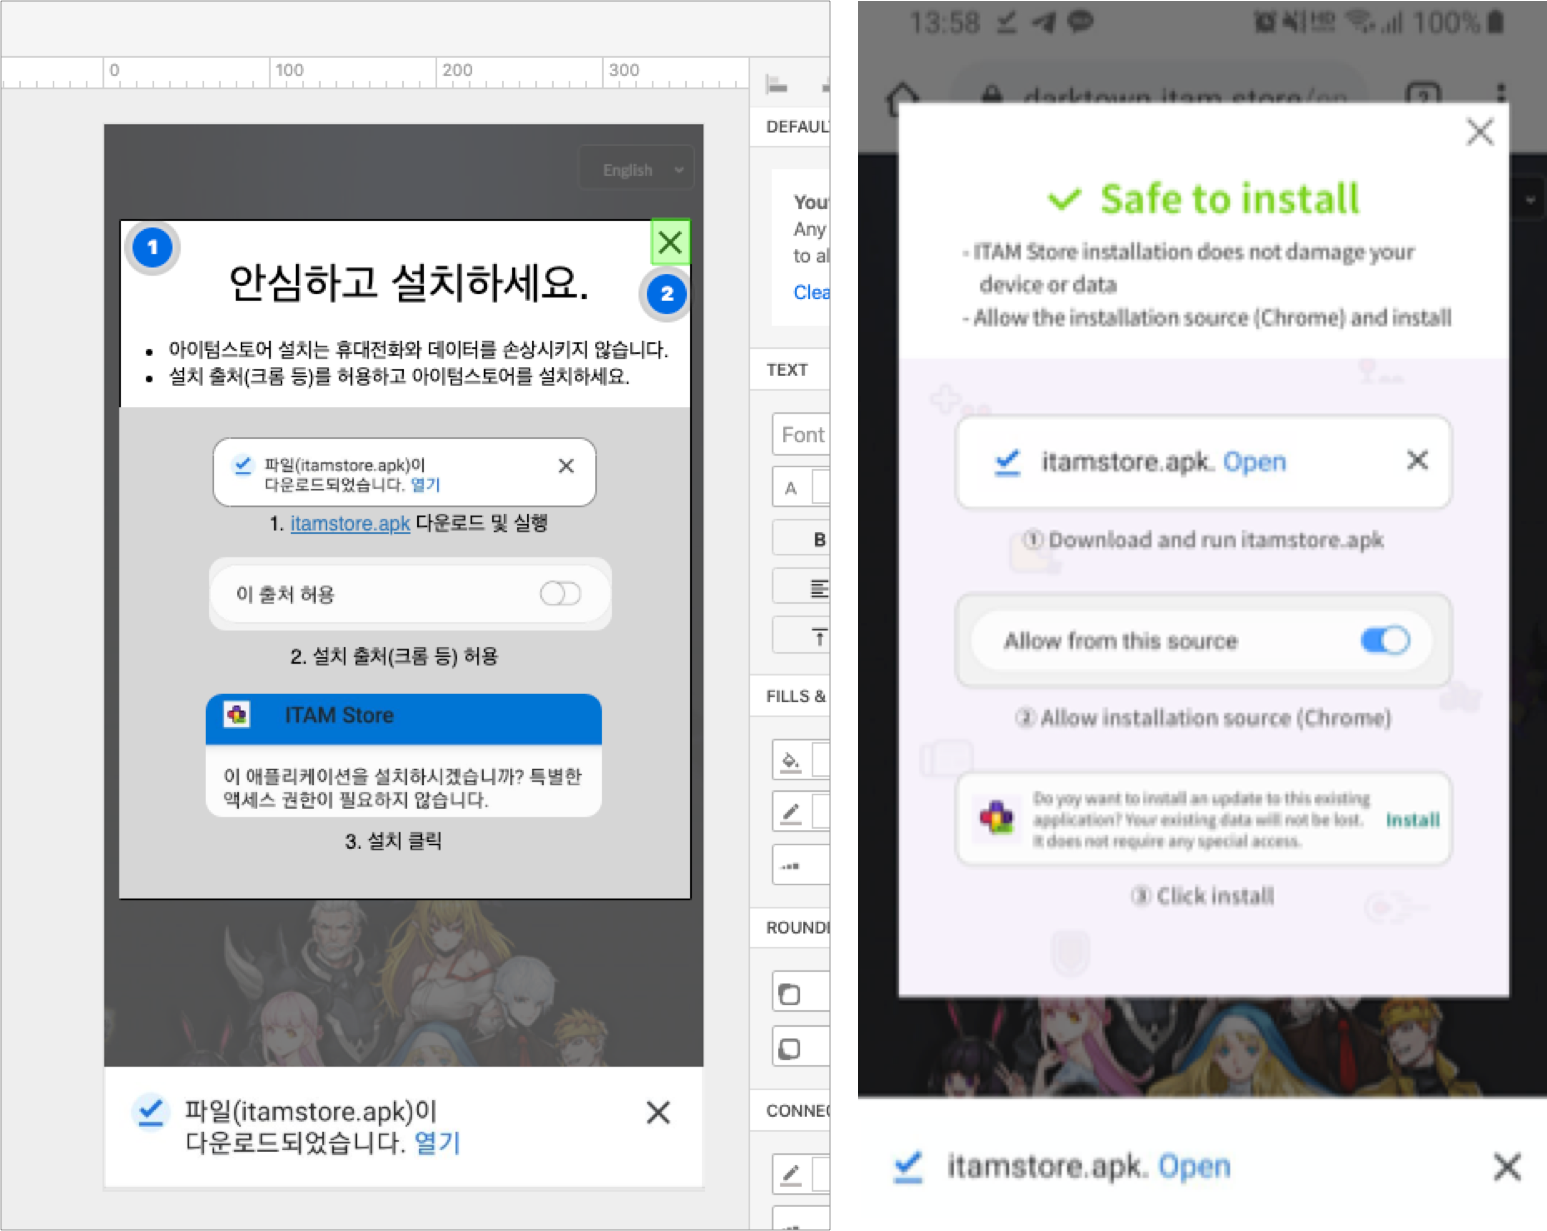 0
100
200
300
DEFAUL
English
You
Any
to al
Clea
1
안심하고 설치하세요.
2
• 아이템스토어 설치는 휴대전화와 데이터를 손상시키지 않습니다.
• 설치 출처(크롬 등)를 허용하고 아이템스토어를 설치하세요.
TEXT
Font
A
B
파일(itamstore.apk)이
다운로드되었습니다. 열기
1. itamstore.apk 다운로드 및 실행
이 출처 허용
2. 설치 출처(크롬 등) 허용
FILLS &
ITAM Store
이 애플리케이션을 설치하시겠습니까? 특별한
액세스 권한이 필요하지 않습니다.
3. 설치 클릭
ROUND
CONNEC
파일(itamstore.apk)이
다운로드되었습니다. 열기
13:58
HD
100%
darktown.itam.store/en
2
Safe to install
- ITAM Store installation does not damage your
device or data
- Allow the installation source (Chrome) and install
itamstore.apk. Open
① Download and run itamstore.apk
Allow from this source
② Allow installation source (Chrome)
Do yoy want to install an update to this existing
application? Your existing data will not be lost.
It does not require any special access.
Install
③ Click install
itamstore.apk. Open